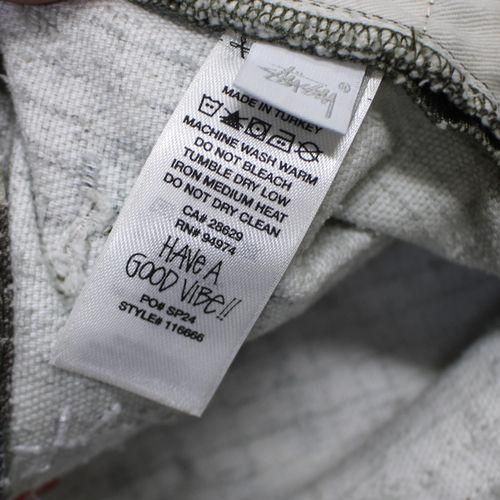 Stüssy
®
MADE IN TURKEY
MACHINE WASH WARM
DO NOT BLEACH
TUMBLE DRY LOW
IRON MEDIUM HEAT
DO NOT DRY CLEAN
CA# 28629
RN# 94974
HAVE A
GOOD VIBE!!
PO# SP24
STYLE# 116666